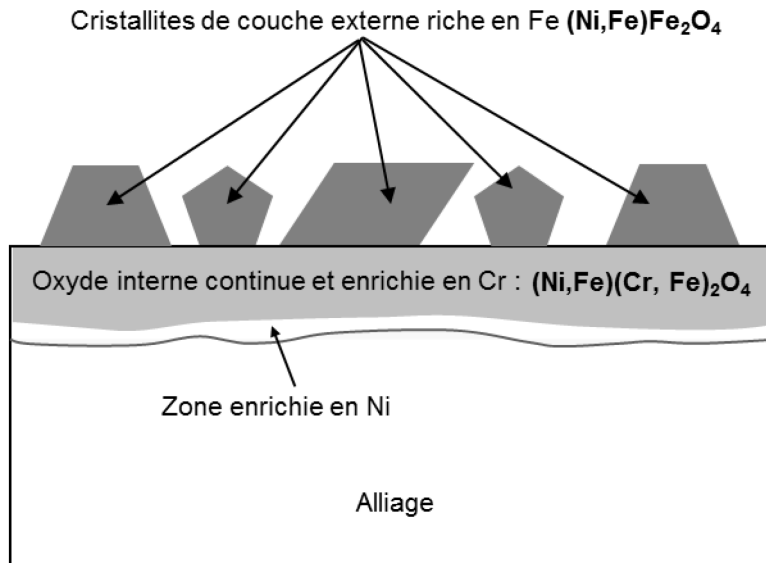 Cristallites de couche externe riche en Fe (Ni,Fe)Fe₂O₄
Oxyde interne continue et enrichie en Cr : (Ni,Fe)(Cr, Fe)₂O₄
Zone enrichie en Ni
Alliage